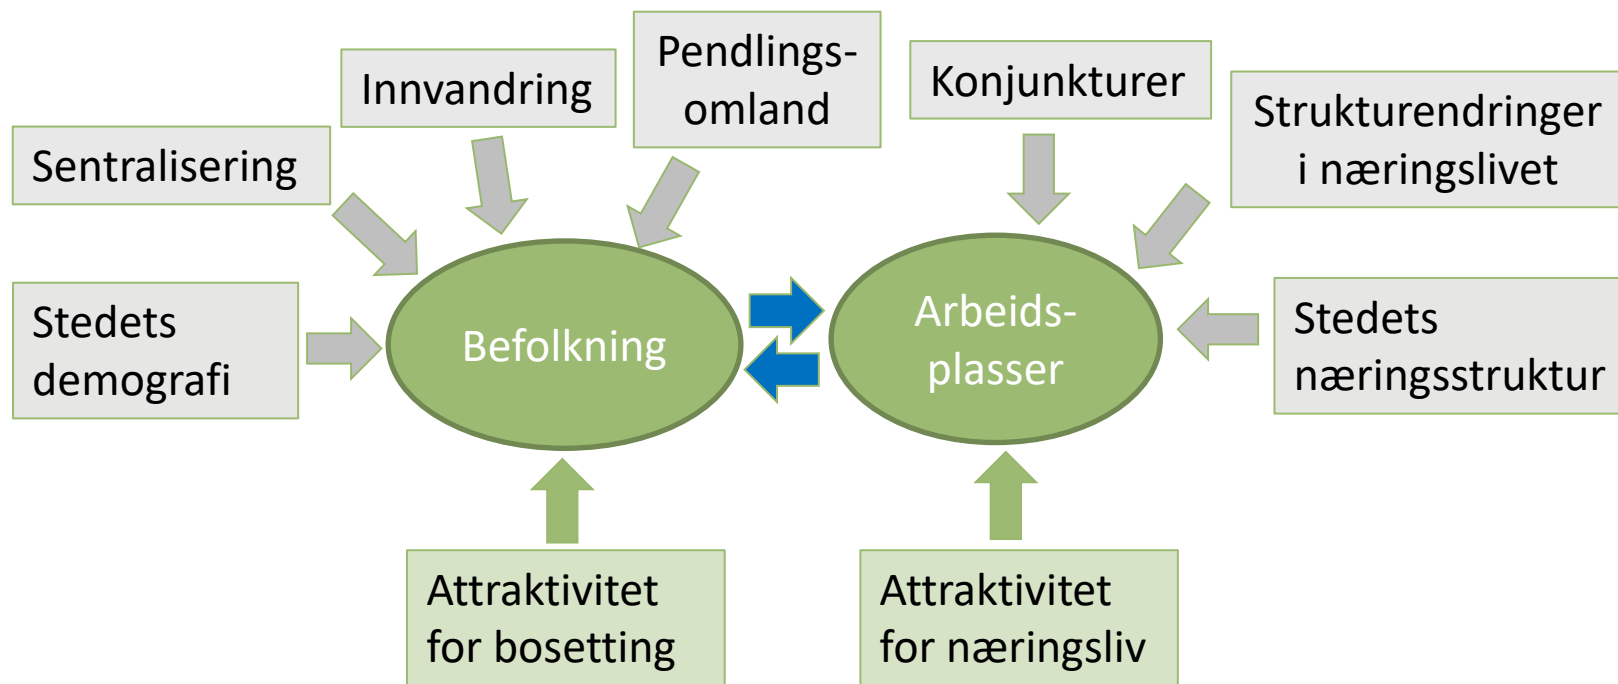 Pendlings-
omland
Konjunkturer
Innvandring
Strukturendringer
i næringslivet
Sentralisering
Stedets
demografi
Befolkning
Arbeids-
plasser
Stedets
næringsstruktur
Attraktivitet
for bosetting
Attraktivitet
for næringsliv